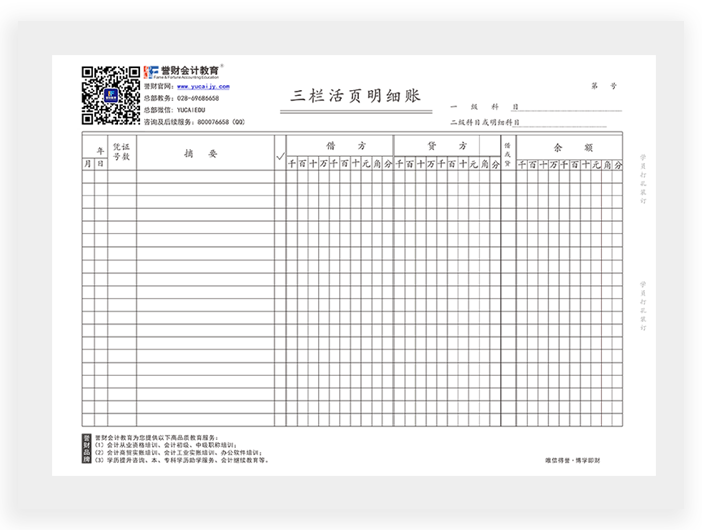 誉财会计教育
Fame & Fortune Accounting Education
誉财官网：www.yucaijy.com
总部教务：028-69686658
总部微信：YUCAIEDU
咨询及后续服务：800076658（QQ）
三栏活页明细账
第 号
一 级 科 目
二级科目或明细科目
年
月 日
凭证
号数
摘 要
√
借 方
千百十万千百十元角分
贷 方
千百十万千百十元角分
借或贷
余 额
千百十万千百十元角分
学员打孔装订
学员打孔装订
誉财品牌
誉财会计教育为您提供以下高品质教育服务：
（1）会计从业资格培训、会计初级、中级职称培训；
（2）会计商贸实账培训、会计工业实账培训、办公软件培训；
（3）学历提升咨询，本、专科学历助学服务、会计继续教育等。
唯信得誉·博学即财